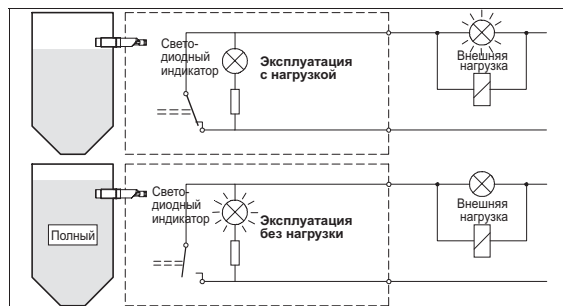 Свето-
диодный
индикатор
Эксплуатация
с нагрузкой
Внешняя
нагрузка
Полный
Свето-
диодный
индикатор
Эксплуатация
без нагрузки
Внешняя
нагрузка